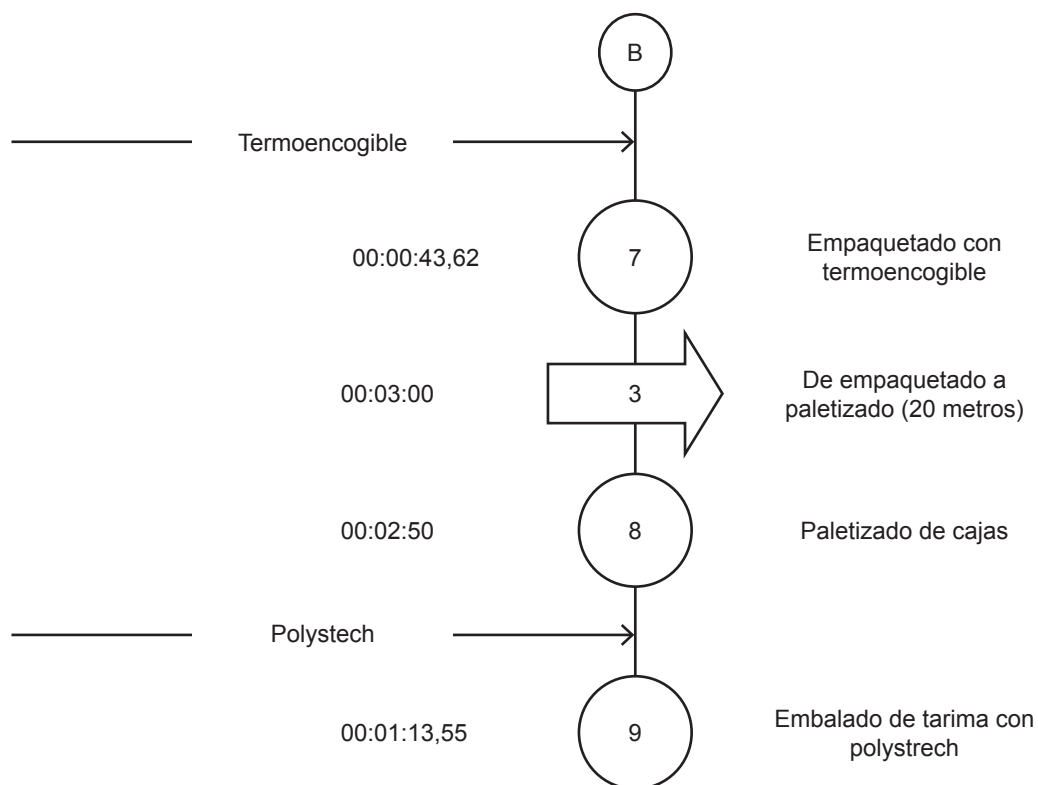 B
Termoencogible
00:00:43,62
7
Empaquetado con
termoencogible
00:03:00
3
De empaquetado a
paletizado (20 metros)
00:02:50
8
Paletizado de cajas
Polystech
00:01:13,55
9
Embalado de tarima con
polystrech